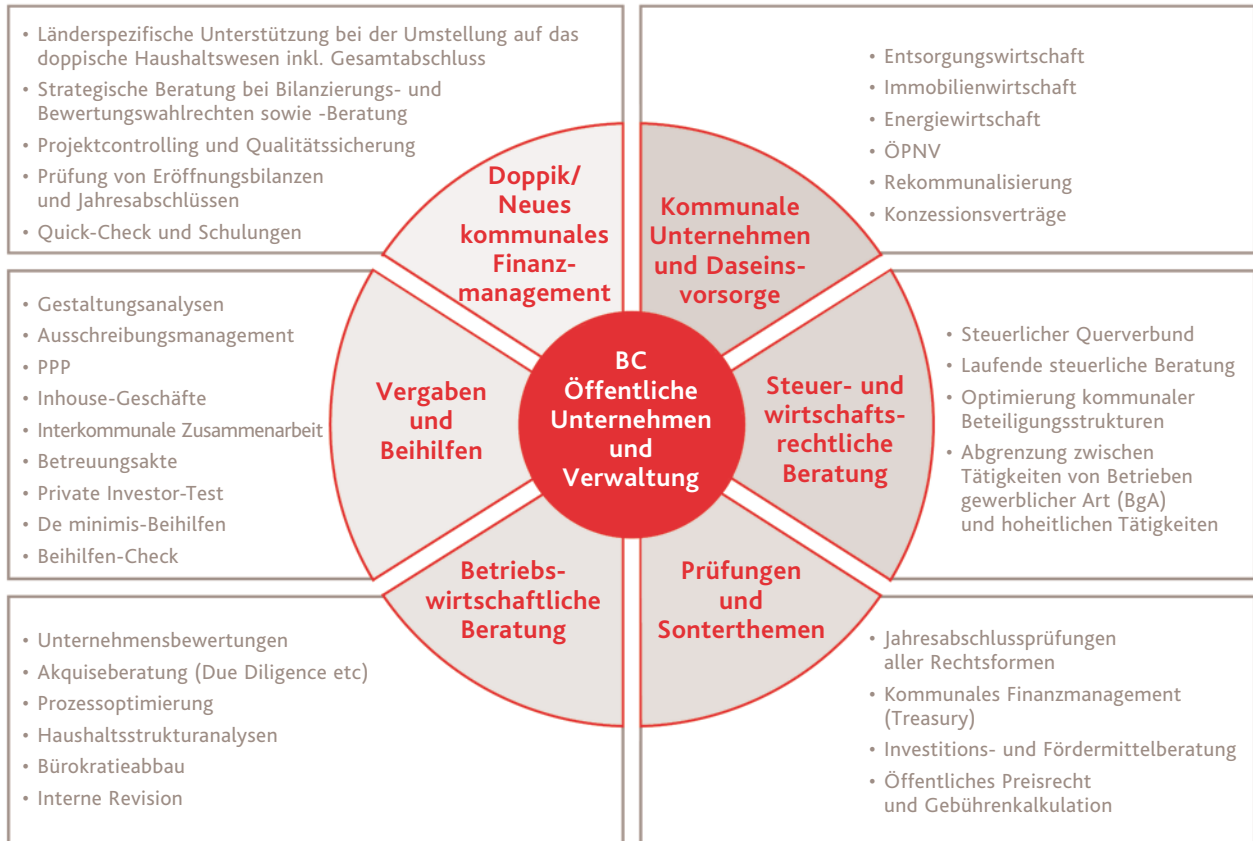 • Länderspezifische Unterstützung bei der Umstellung auf das
doppische Haushaltswesen inkl. Gesamtabschluss
• Strategische Beratung bei Bilanzierungs- und
Bewertungswahlrechten sowie -Beratung
• Projektcontrolling und Qualitätssicherung
• Prüfung von Eröffnungsbilanzen
und Jahresabschlüssen
• Quick-Check und Schulungen
Doppik/
Neues
kommunales
Finanz-
management
Kommunale
Unternehmen
und Daseins-
vorsorge
• Entsorgungswirtschaft
• Immobilienwirtschaft
• Energiewirtschaft
• ÖPNV
• Rekommunalisierung
• Konzessionsverträge
• Gestaltungsanalysen
• Ausschreibungsmanagement
• PPP
• Inhouse-Geschäfte
• Interkommunale Zusammenarbeit
• Betreuungsakte
• Private Investor-Test
• De minimis-Beihilfen
• Beihilfen-Check
Vergaben
und
Beihilfen
BC
Öffentliche
Unternehmen
und
Verwaltung
Steuer- und
wirtschafts-
rechtliche
Beratung
• Steuerlicher Querverbund
• Laufende steuerliche Beratung
• Optimierung kommunaler
Beteiligungsstrukturen
• Abgrenzung zwischen
Tätigkeiten von Betrieben
gewerblicher Art (BgA)
und hoheitlichen Tätigkeiten
• Unternehmensbewertungen
• Akquiseberatung (Due Diligence etc)
• Prozessoptimierung
• Haushaltsstrukturanalysen
• Bürokratieabbau
• Interne Revision
Betriebs-
wirtschaftliche
Beratung
Prüfungen
und
Sonterthemen
• Jahresabschlussprüfungen
aller Rechtsformen
• Kommunales Finanzmanagement
(Treasury)
• Investitions- und Fördermittelberatung
• Öffentliches Preisrecht
und Gebührenkalkulation